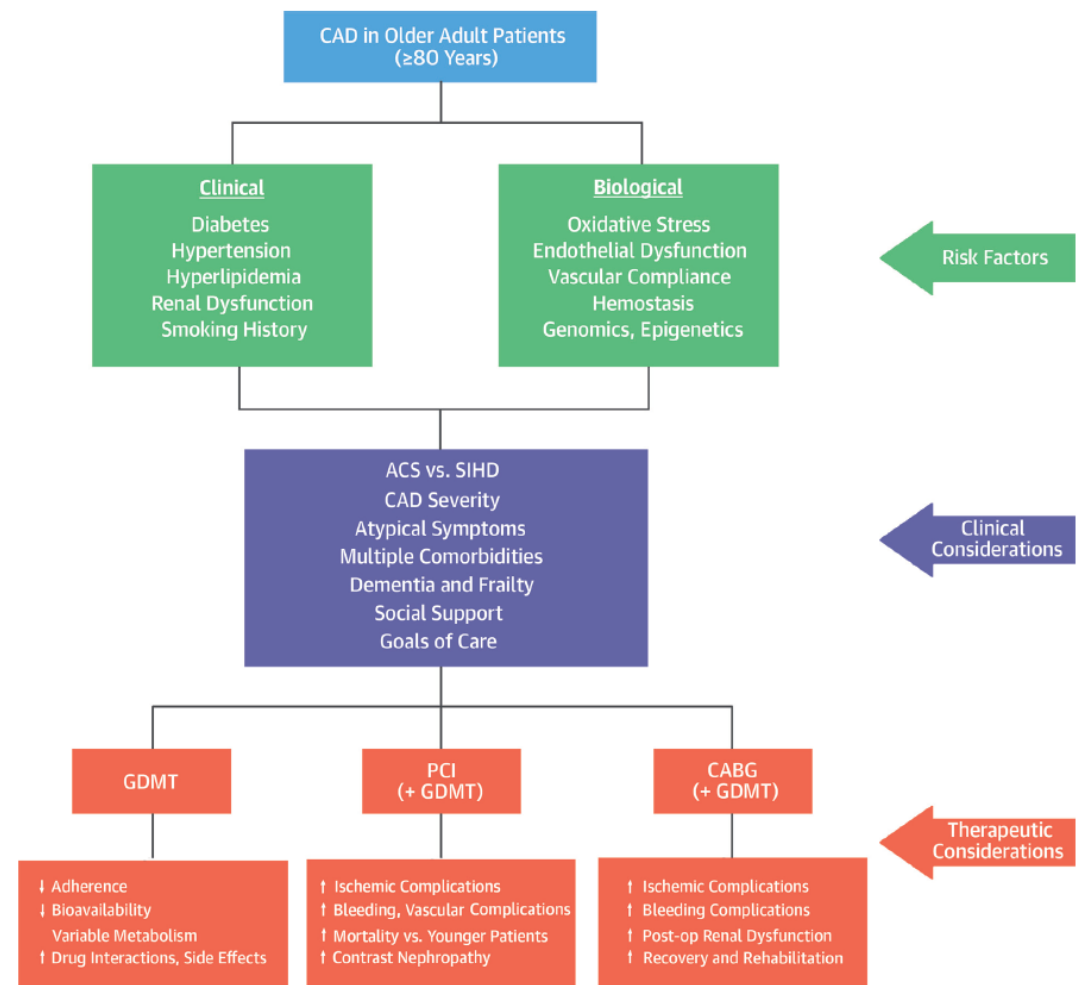 CAD in Older Adult Patients
(≥80 Years)
Clinical
Diabetes
Hypertension
Hyperlipidemia
Renal Dysfunction
Smoking History
Biological
Oxidative Stress
Endothelial Dysfunction
Vascular Compliance
Hemostasis
Genomics, Epigenetics
Risk Factors
ACS vs. SIHD
CAD Severity
Atypical Symptoms
Multiple Comorbidities
Dementia and Frailty
Social Support
Goals of Care
Clinical
Considerations
GDMT
PCI
(+ GDMT)
CABG
(+ GDMT)
Therapeutic
Considerations
↓ Adherence
↓ Bioavailability
Variable Metabolism
↑ Drug Interactions, Side Effects
↑ Ischemic Complications
↑ Bleeding, Vascular Complications
↑ Mortality vs. Younger Patients
↑ Contrast Nephropathy
↑ Ischemic Complications
↑ Bleeding Complications
↑ Post-op Renal Dysfunction
↑ Recovery and Rehabilitation